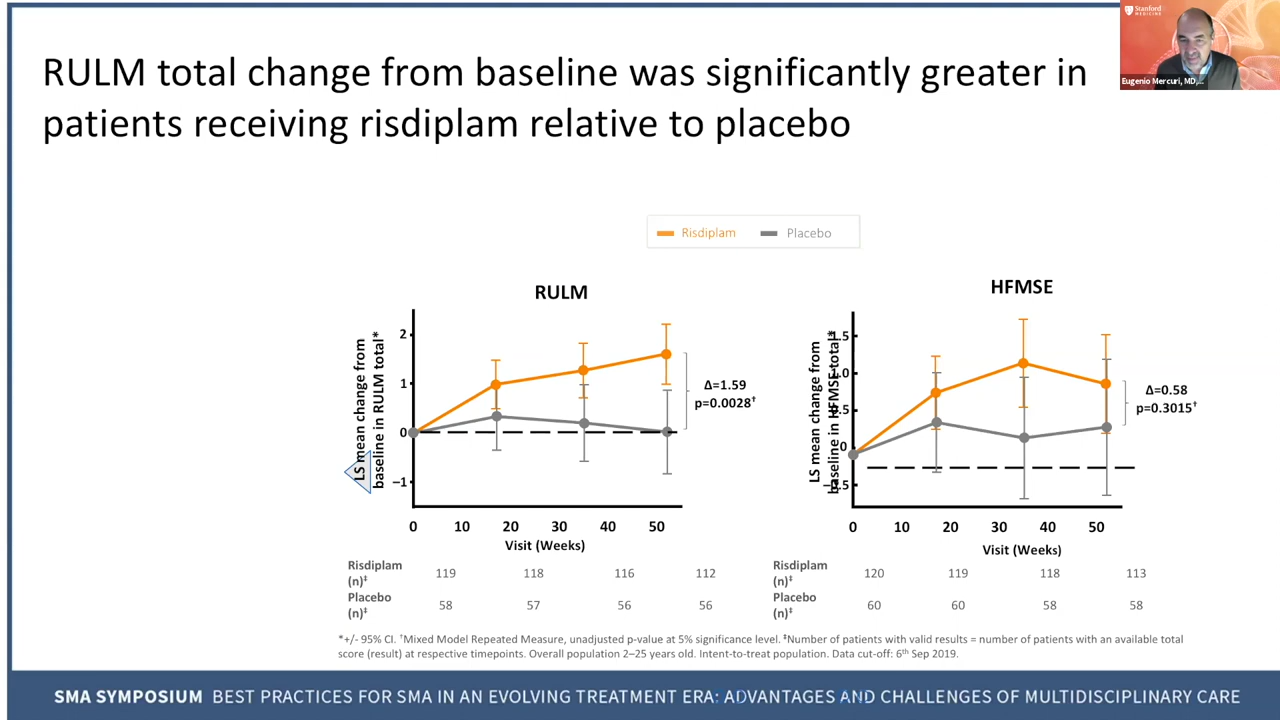 Stanford
MEDICINE
Eugenio Mercuri, MD,...
RULM total change from baseline was significantly greater in
patients receiving risdiplam relative to placebo
Risdiplam
Placebo
RULM
LS mean change from
baseline in RULM total*
2
1
0
–1
0 10 20 30 40 50
Visit (Weeks)
Δ=1.59
p=0.0028†
Risdiplam
(n)‡
119 118 116 112
Placebo
(n)‡
58 57 56 56
HFMSE
LS mean change from
baseline in HFMSE total*
1.5
1.0
0.5
0
–0.5
0 10 20 30 40 50
Visit (Weeks)
Δ=0.58
p=0.3015†
Risdiplam
(n)‡
120 119 118 113
Placebo
(n)‡
60 60 58 58
*+/- 95% CI. †Mixed Model Repeated Measure, unadjusted p-value at 5% significance level. ‡Number of patients with valid results = number of patients with an available total
score (result) at respective timepoints. Overall population 2–25 years old. Intent-to-treat population. Data cut-off: 6th Sep 2019.
SMA SYMPOSIUM BEST PRACTICES FOR SMA IN AN EVOLVING TREATMENT ERA: ADVANTAGES AND CHALLENGES OF MULTIDISCIPLINARY CARE